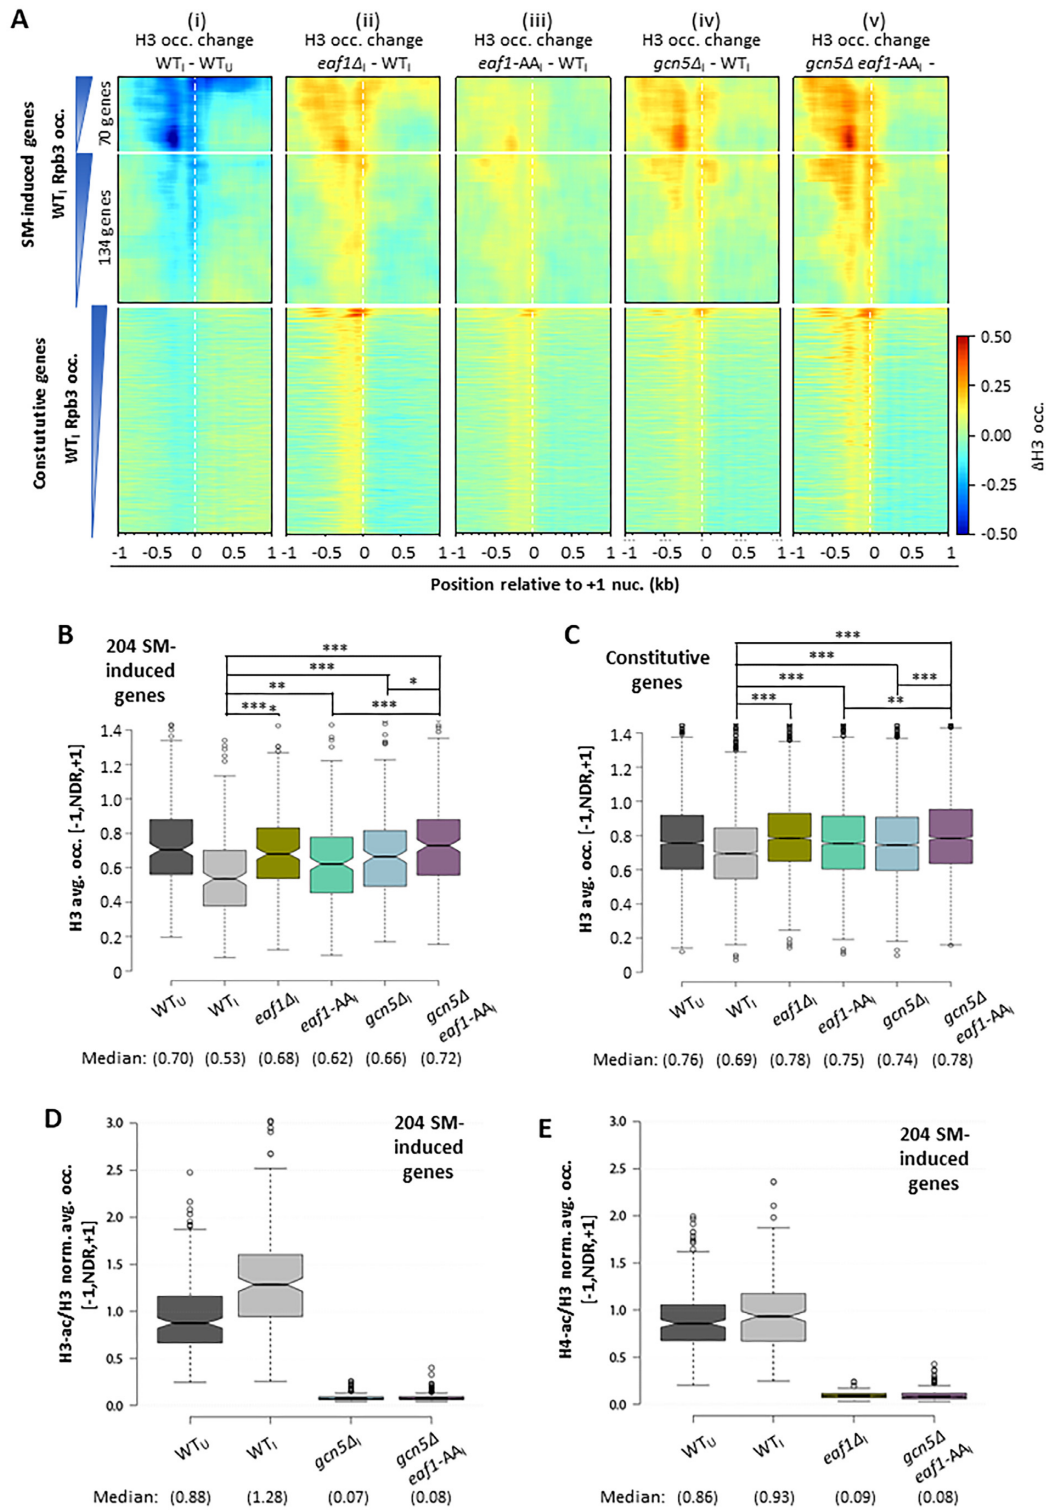 A
(i) (ii) (iii) (iv) (v)
H3 occ. change H3 occ. change H3 occ. change H3 occ. change H3 occ. change
WTI - WTU eaf1ΔI - WTI eaf1-AAI - WTI gcn5ΔI - WTI gcn5Δ eaf1-AAI -
SM-induced genes
WTI Rpb3 occ.
70 genes
134 genes
Constututive genes
WTI Rpb3 occ.
0.50
0.25
0.00
-0.25
-0.50
ΔH3 occ.
-1 -0.5 0 0.5 1 -1 -0.5 0 0.5 1 -1 -0.5 0 0.5 1 -1 -0.5 0 0.5 1 -1 -0.5 0 0.5 1
Position relative to +1 nuc. (kb)
B
204 SM-
induced
genes
***
***
*
**
***
****
H3 avg. occ. [-1,NDR,+1]
1.4
1.2
1.0
0.8
0.6
0.4
0.2
0
WTU WTI eaf1ΔI eaf1-AAI gcn5ΔI gcn5Δ eaf1-AAI
Median: (0.70) (0.53) (0.68) (0.62) (0.66) (0.72)
C
Constitutive
genes
***
***
***
***
**
***
H3 avg. occ. [-1,NDR,+1]
1.4
1.2
1.0
0.8
0.6
0.4
0.2
0
WTU WTI eaf1ΔI eaf1-AAI gcn5ΔI gcn5Δ eaf1-AAI
Median: (0.76) (0.69) (0.78) (0.75) (0.74) (0.78)
D
204 SM-
induced
genes
H3-ac/H3 norm. avg. occ.
[-1,NDR,+1]
3.0
2.5
2.0
1.5
1.0
0.5
0.0
WTU WTI gcn5ΔI gcn5Δ eaf1-AAI
Median: (0.88) (1.28) (0.07) (0.08)
E
204 SM-
induced
genes
H4-ac/H3 norm. avg. occ.
[-1,NDR,+1]
3.0
2.5
2.0
1.5
1.0
0.5
0.0
WTU WTI eaf1ΔI gcn5Δ eaf1-AAI
Median: (0.86) (0.93) (0.09) (0.08)